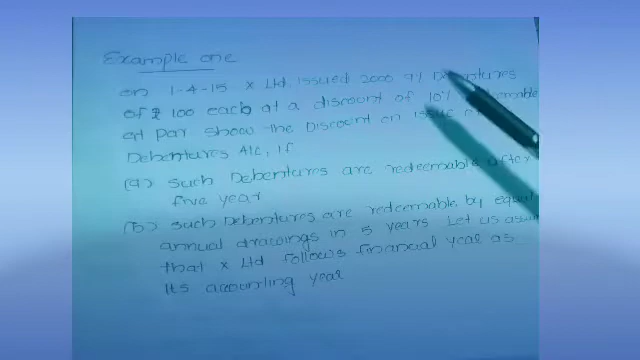 Example one
on 1-4-15 X Ltd. issued 2000 9% Debentures
of ₹ 100 each at a discount of 10%
at par show the Discount on issue
Debentures A/c, If
(a) such Debentures are redeemable after
five year
(b) such Debentures are redeemable by equal
annual drawings in 5 years Let us assume
that X Ltd follows financial year as
its accounting year